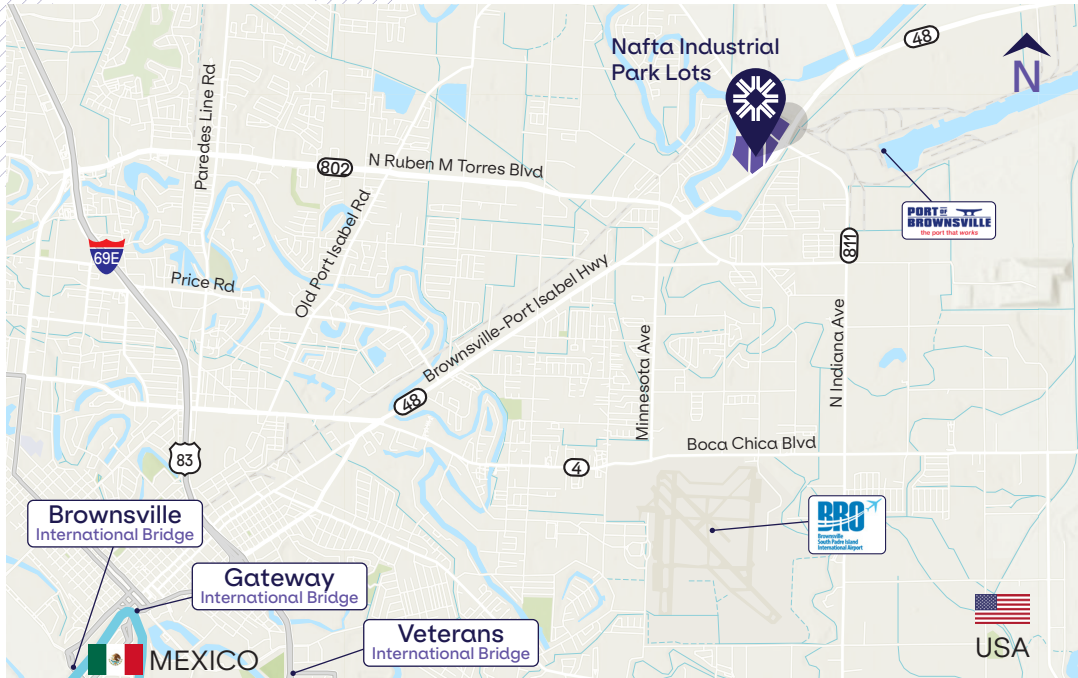 Nafta Industrial
Park Lots
48
N
Paredes Line Rd
802
N Ruben M Torres Blvd
PORT OF
BROWNSVILLE
the port that works
Old Port Isabel Rd
811
69E
Price Rd
Brownsville-Port Isabel Hwy
N Indiana Ave
Minnesota Ave
48
Boca Chica Blvd
83
4
Brownsville
International Bridge
BRO
Brownsville
South Padre Island
International Airport
Gateway
International Bridge
Veterans
International Bridge
MEXICO
USA